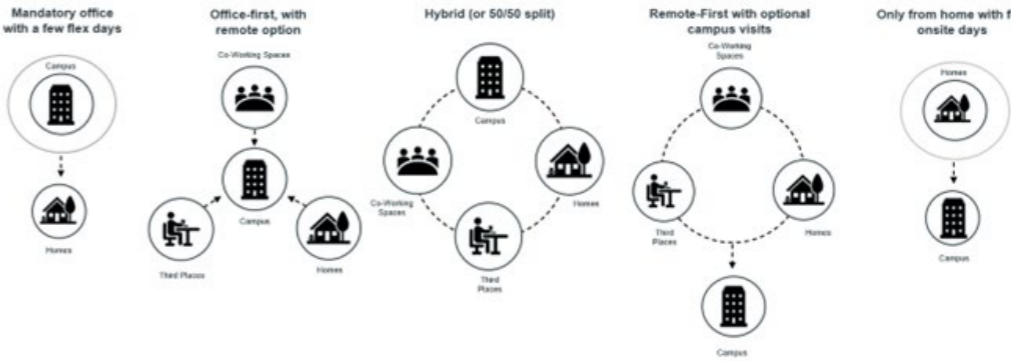 Mandatory office
with a few flex days
Campus
Homes
Office-first, with
remote option
Co-Working Spaces
Campus
Third Places
Homes
Hybrid (or 50/50 split)
Campus
Co-Working
Spaces
Homes
Third
Places
Remote-First with optional
campus visits
Co-Working
Spaces
Third
Places
Homes
Campus
Only from home with f
onsite days
Homes
Campus